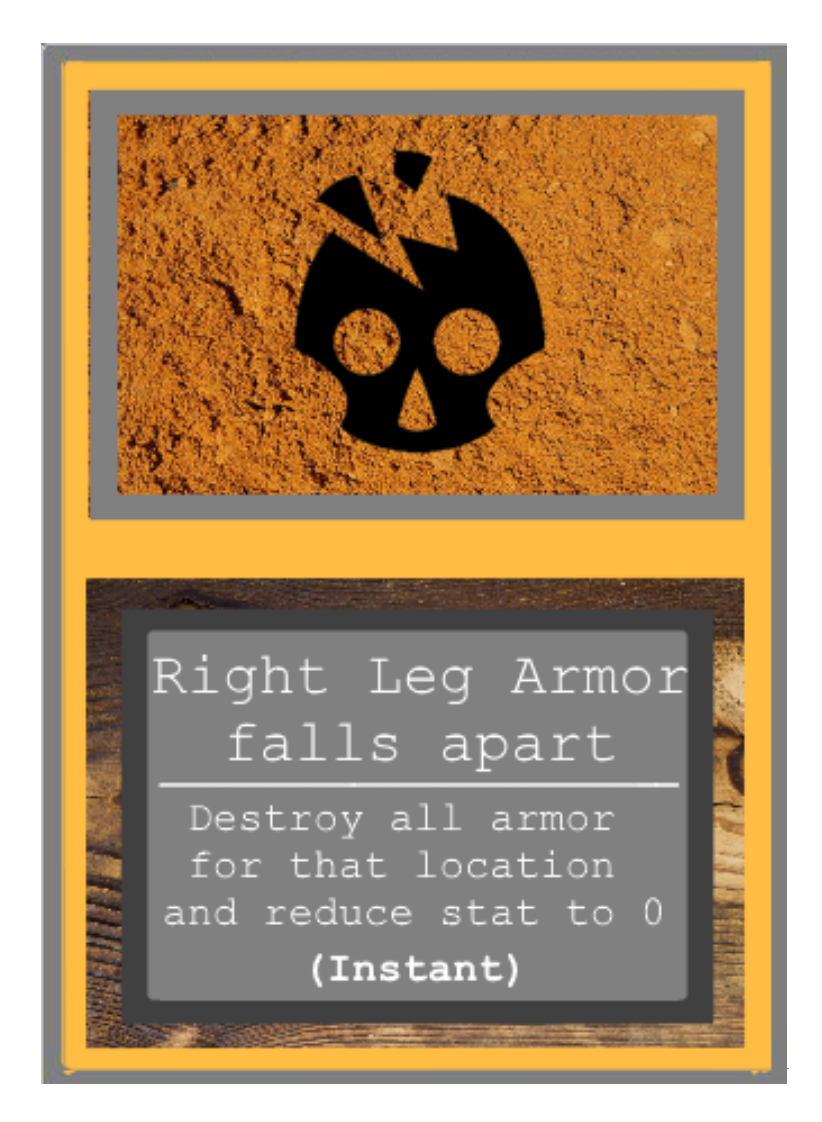 Right Leg Armor
falls apart
Destroy all armor
for that location
and reduce stat to 0
(Instant)